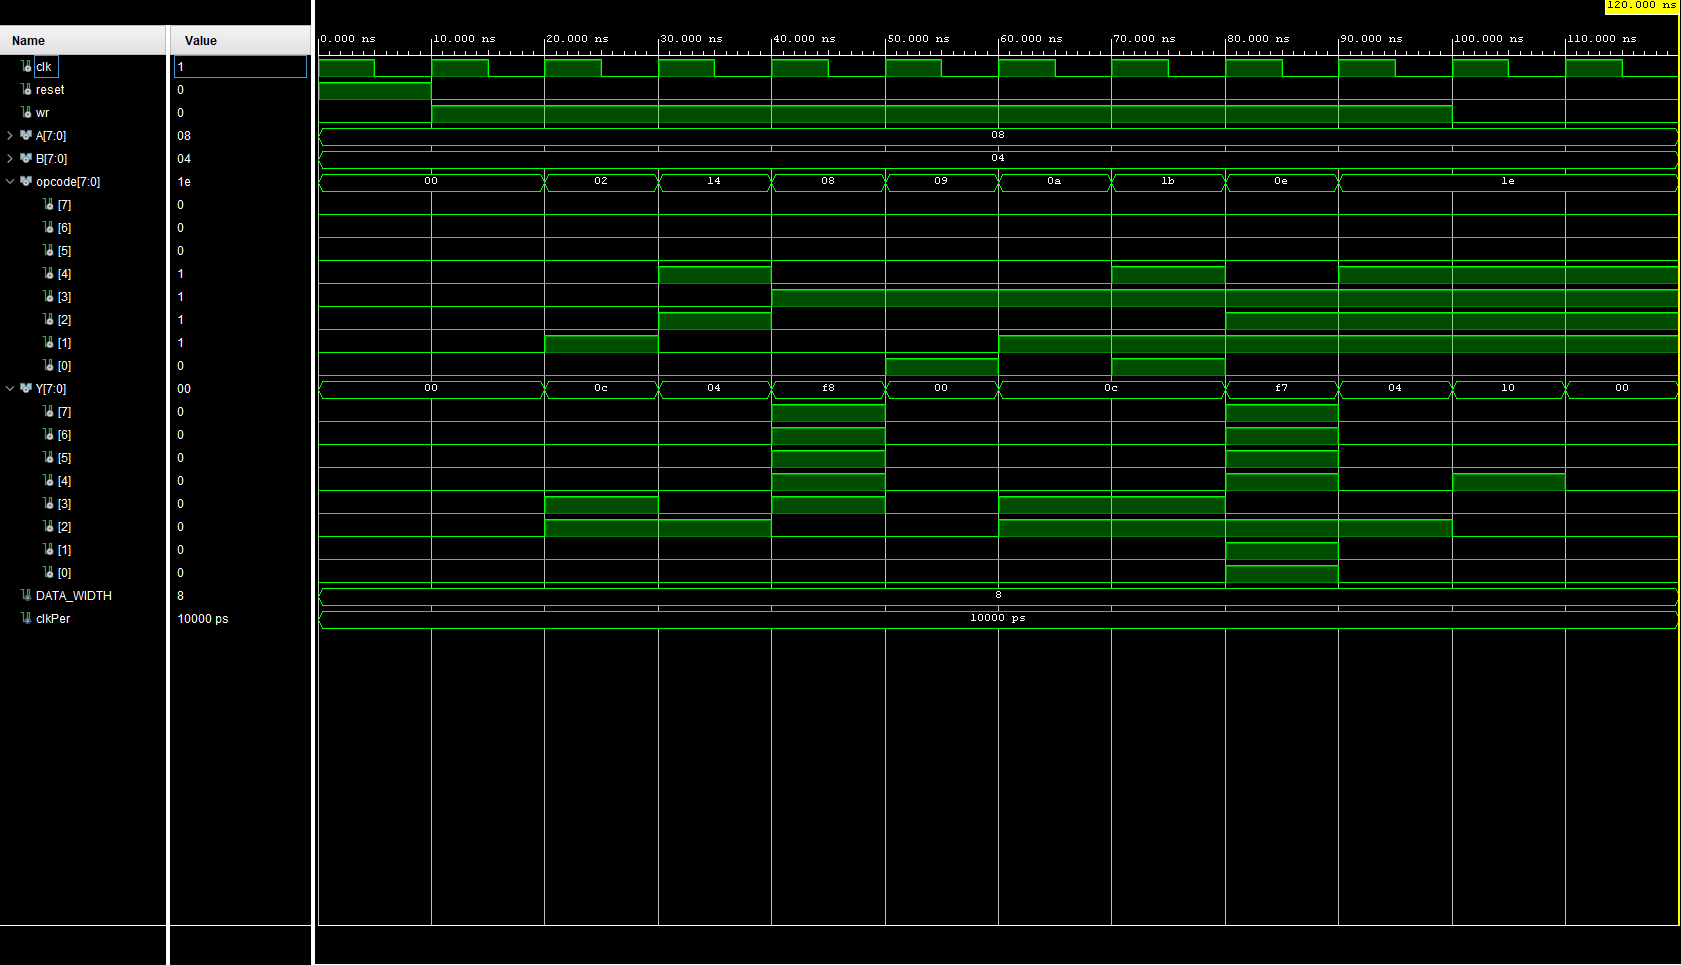 120.000 ns
Name Value
0.000 ns 10.000 ns 20.000 ns 30.000 ns 40.000 ns 50.000 ns 60.000 ns 70.000 ns 80.000 ns 90.000 ns 100.000 ns 110.000 ns
clk 1
reset 0
wr 0
A[7:0] 08 08
B[7:0] 04 04
opcode[7:0] 1e 00 02 14 08 09 0a 1b 0e 1e
[7] 0
[6] 0
[5] 0
[4] 1
[3] 1
[2] 1
[1] 1
[0] 0
Y[7:0] 00 00 0c 04 f8 00 0c f7 04 10 00
[7] 0
[6] 0
[5] 0
[4] 0
[3] 0
[2] 0
[1] 0
[0] 0
DATA_WIDTH 8 8
clkPer 10000 ps 10000 ps